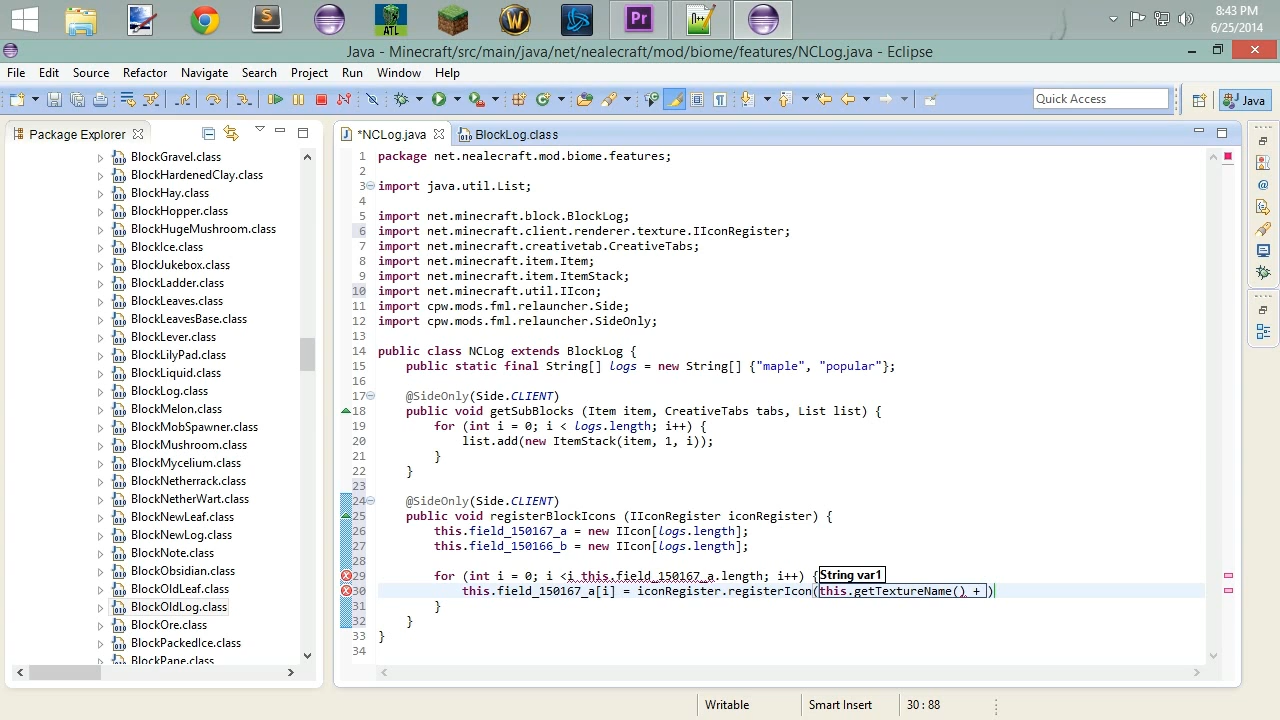 ATL
W
Pr
8:43 PM
6/25/2014
Java - Minecraft/src/main/java/net/nealecraft/mod/biome/features/NCLog.java - Eclipse
File Edit Source Refactor Navigate Search Project Run Window Help
Quick Access
Java
Package Explorer
*NCLog.java
BlockLog.class
BlockGravel.class
BlockHardenedClay.class
BlockHay.class
BlockHopper.class
BlockHugeMushroom.class
BlockIce.class
BlockJukebox.class
BlockLadder.class
BlockLeaves.class
BlockLeavesBase.class
BlockLever.class
BlockLilyPad.class
BlockLiquid.class
BlockLog.class
BlockMelon.class
BlockMobSpawner.class
BlockMushroom.class
BlockMycelium.class
BlockNetherrack.class
BlockNetherWart.class
BlockNewLeaf.class
BlockNewLog.class
BlockNote.class
BlockObsidian.class
BlockOldLeaf.class
BlockOldLog.class
BlockOre.class
BlockPackedIce.class
BlockPane.class
1 package net.nealecraft.mod.biome.features;
2
3 import java.util.List;
4
5 import net.minecraft.block.BlockLog;
6 import net.minecraft.client.renderer.texture.IIconRegister;
7 import net.minecraft.creativetab.CreativeTabs;
8 import net.minecraft.item.Item;
9 import net.minecraft.item.ItemStack;
10 import net.minecraft.util.IIcon;
11 import cpw.mods.fml.relauncher.Side;
12 import cpw.mods.fml.relauncher.SideOnly;
13
14 public class NCLog extends BlockLog {
15 public static final String[] logs = new String[] {"maple", "popular"};
16
17 @SideOnly(Side.CLIENT)
18 public void getSubBlocks (Item item, CreativeTabs tabs, List list) {
19 for (int i = 0; i < logs.length; i++) {
20 list.add(new ItemStack(item, 1, i));
21 }
22 }
23
24 @SideOnly(Side.CLIENT)
25 public void registerBlockIcons (IIconRegister iconRegister) {
26 this.field_150167_a = new IIcon[logs.length];
27 this.field_150166_b = new IIcon[logs.length];
28
29 for (int i = 0; i <i this.field_150167_a.length; i++) {
String var1
30 this.field_150167_a[i] = iconRegister.registerIcon(this.getTextureName() + )
31 }
32 }
33 }
34
Writable
Smart Insert
30 : 88